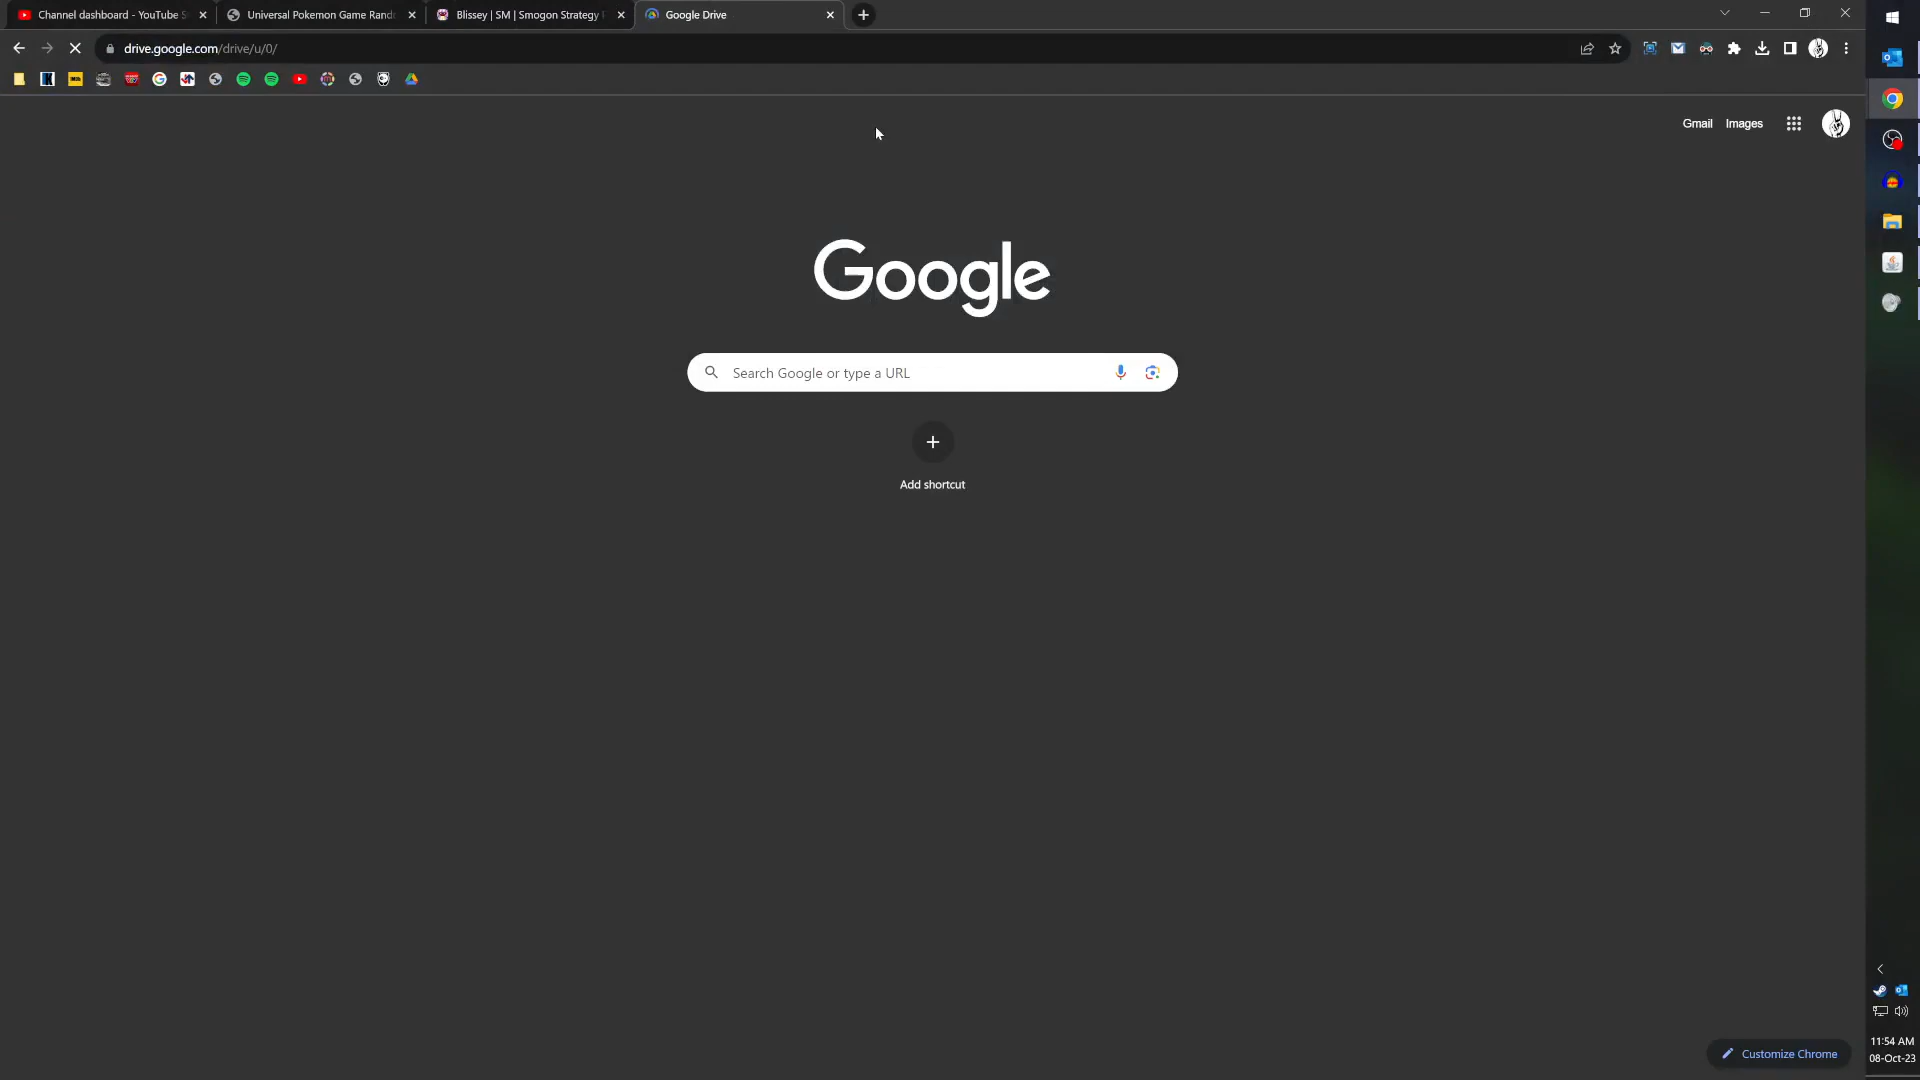 Channel dashboard - YouTube S
Universal Pokemon Game Rand
Blissey | SM | Smogon Strategy
Google Drive
drive.google.com/drive/u/0/
Gmail
Images
Google
Search Google or type a URL
Add shortcut
11:54 AM
08-Oct-23
Customize Chrome